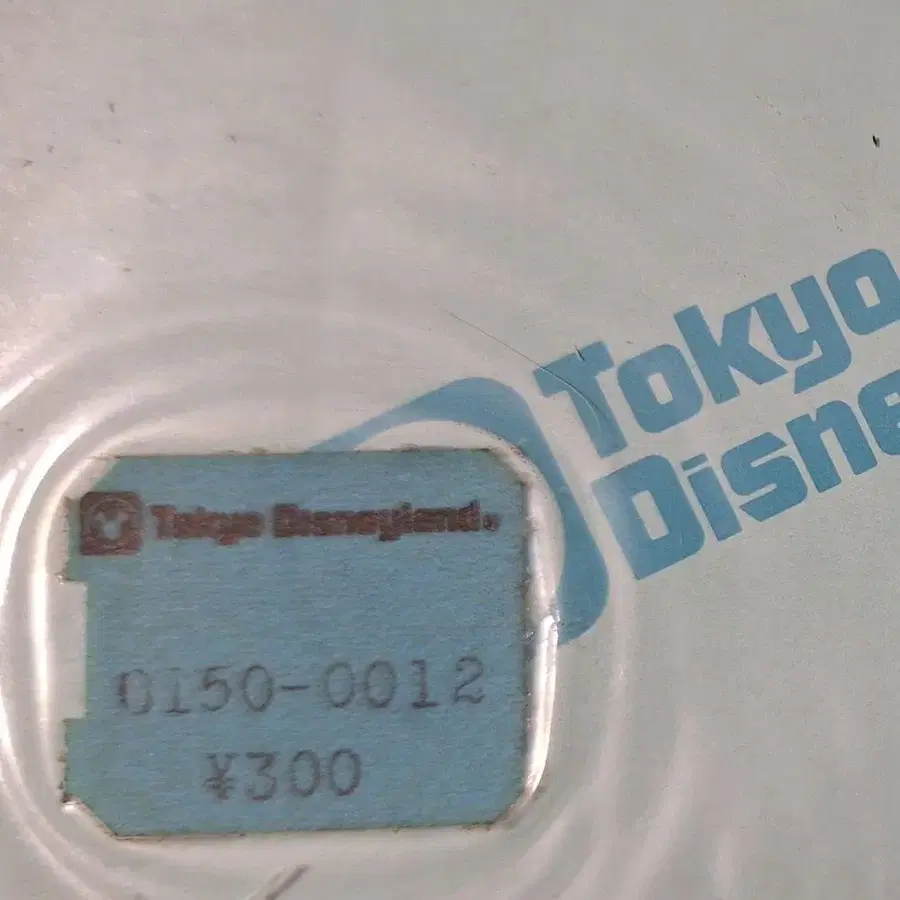 Tokyo
Disne
Tokyo Disneyland®
0150-0012
¥300